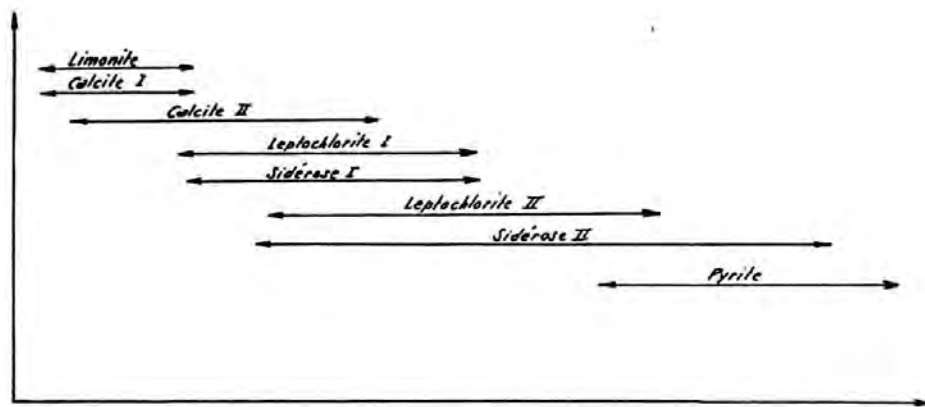 Limonite
Calcite I
Calcite II
Leptochlorite I
Sidérose I
Leptochlorite II
Sidérose II
Pyrite